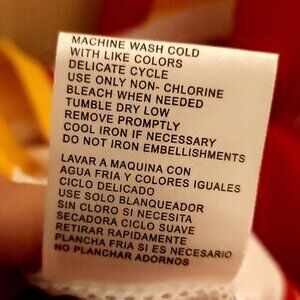 MACHINE WASH COLD
WITH LIKE COLORS
DELICATE CYCLE
USE ONLY NON- CHLORINE
BLEACH WHEN NEEDED
TUMBLE DRY LOW
REMOVE PROMPTLY
COOL IRON IF NECESSARY
DO NOT IRON EMBELLISHMENTS
LAVAR A MAQUINA CON
AGUA FRIA Y COLORES IGUALES
CICLO DELICADO
USE SOLO BLANQUEADOR
SIN CLORO SI NECESITA
SECADORA CICLO SUAVE
RETIRAR RAPIDAMENTE
PLANCHA FRIA SI ES NECESARIO
NO PLANCHAR ADORNOS